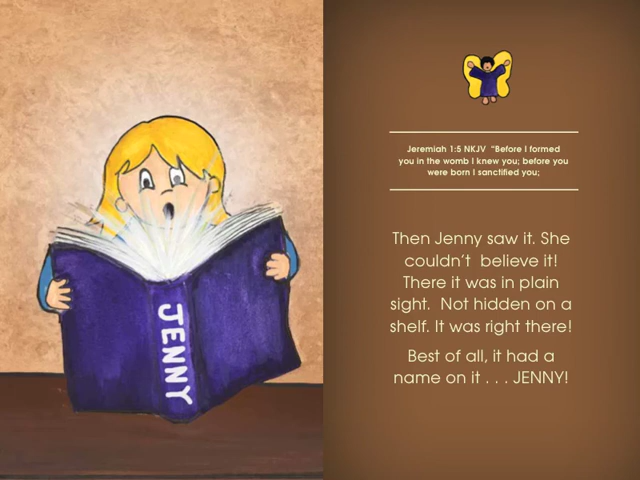 JENNY
Jeremiah 1:5 NKJV "Before I formed
you in the womb I knew you; before you
were born I sanctified you;
Then Jenny saw it. She
couldn't believe it!
There it was in plain
sight. Not hidden on a
shelf. It was right there!
Best of all, it had a
name on it . . . JENNY!